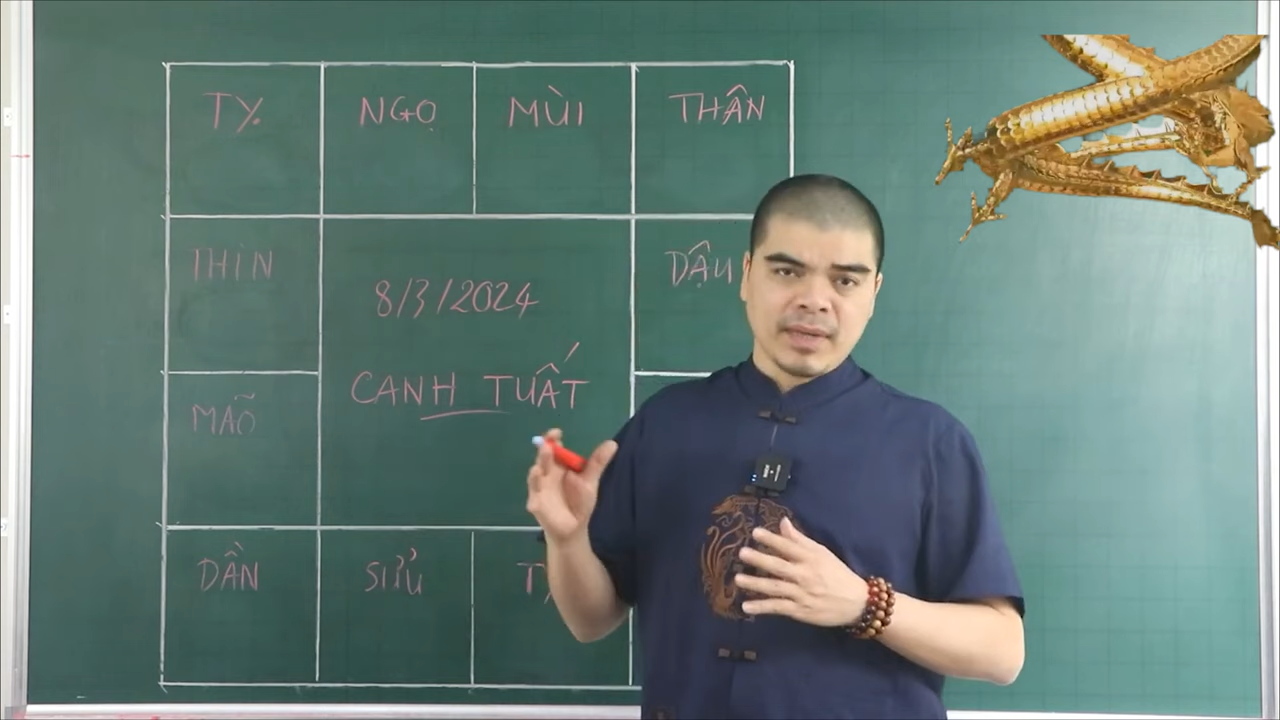 TỴ NGỌ MÙI THÂN
THÌN DẬU
8/3/2024
CANH TUẤT
MÃO
DẦN SỬU